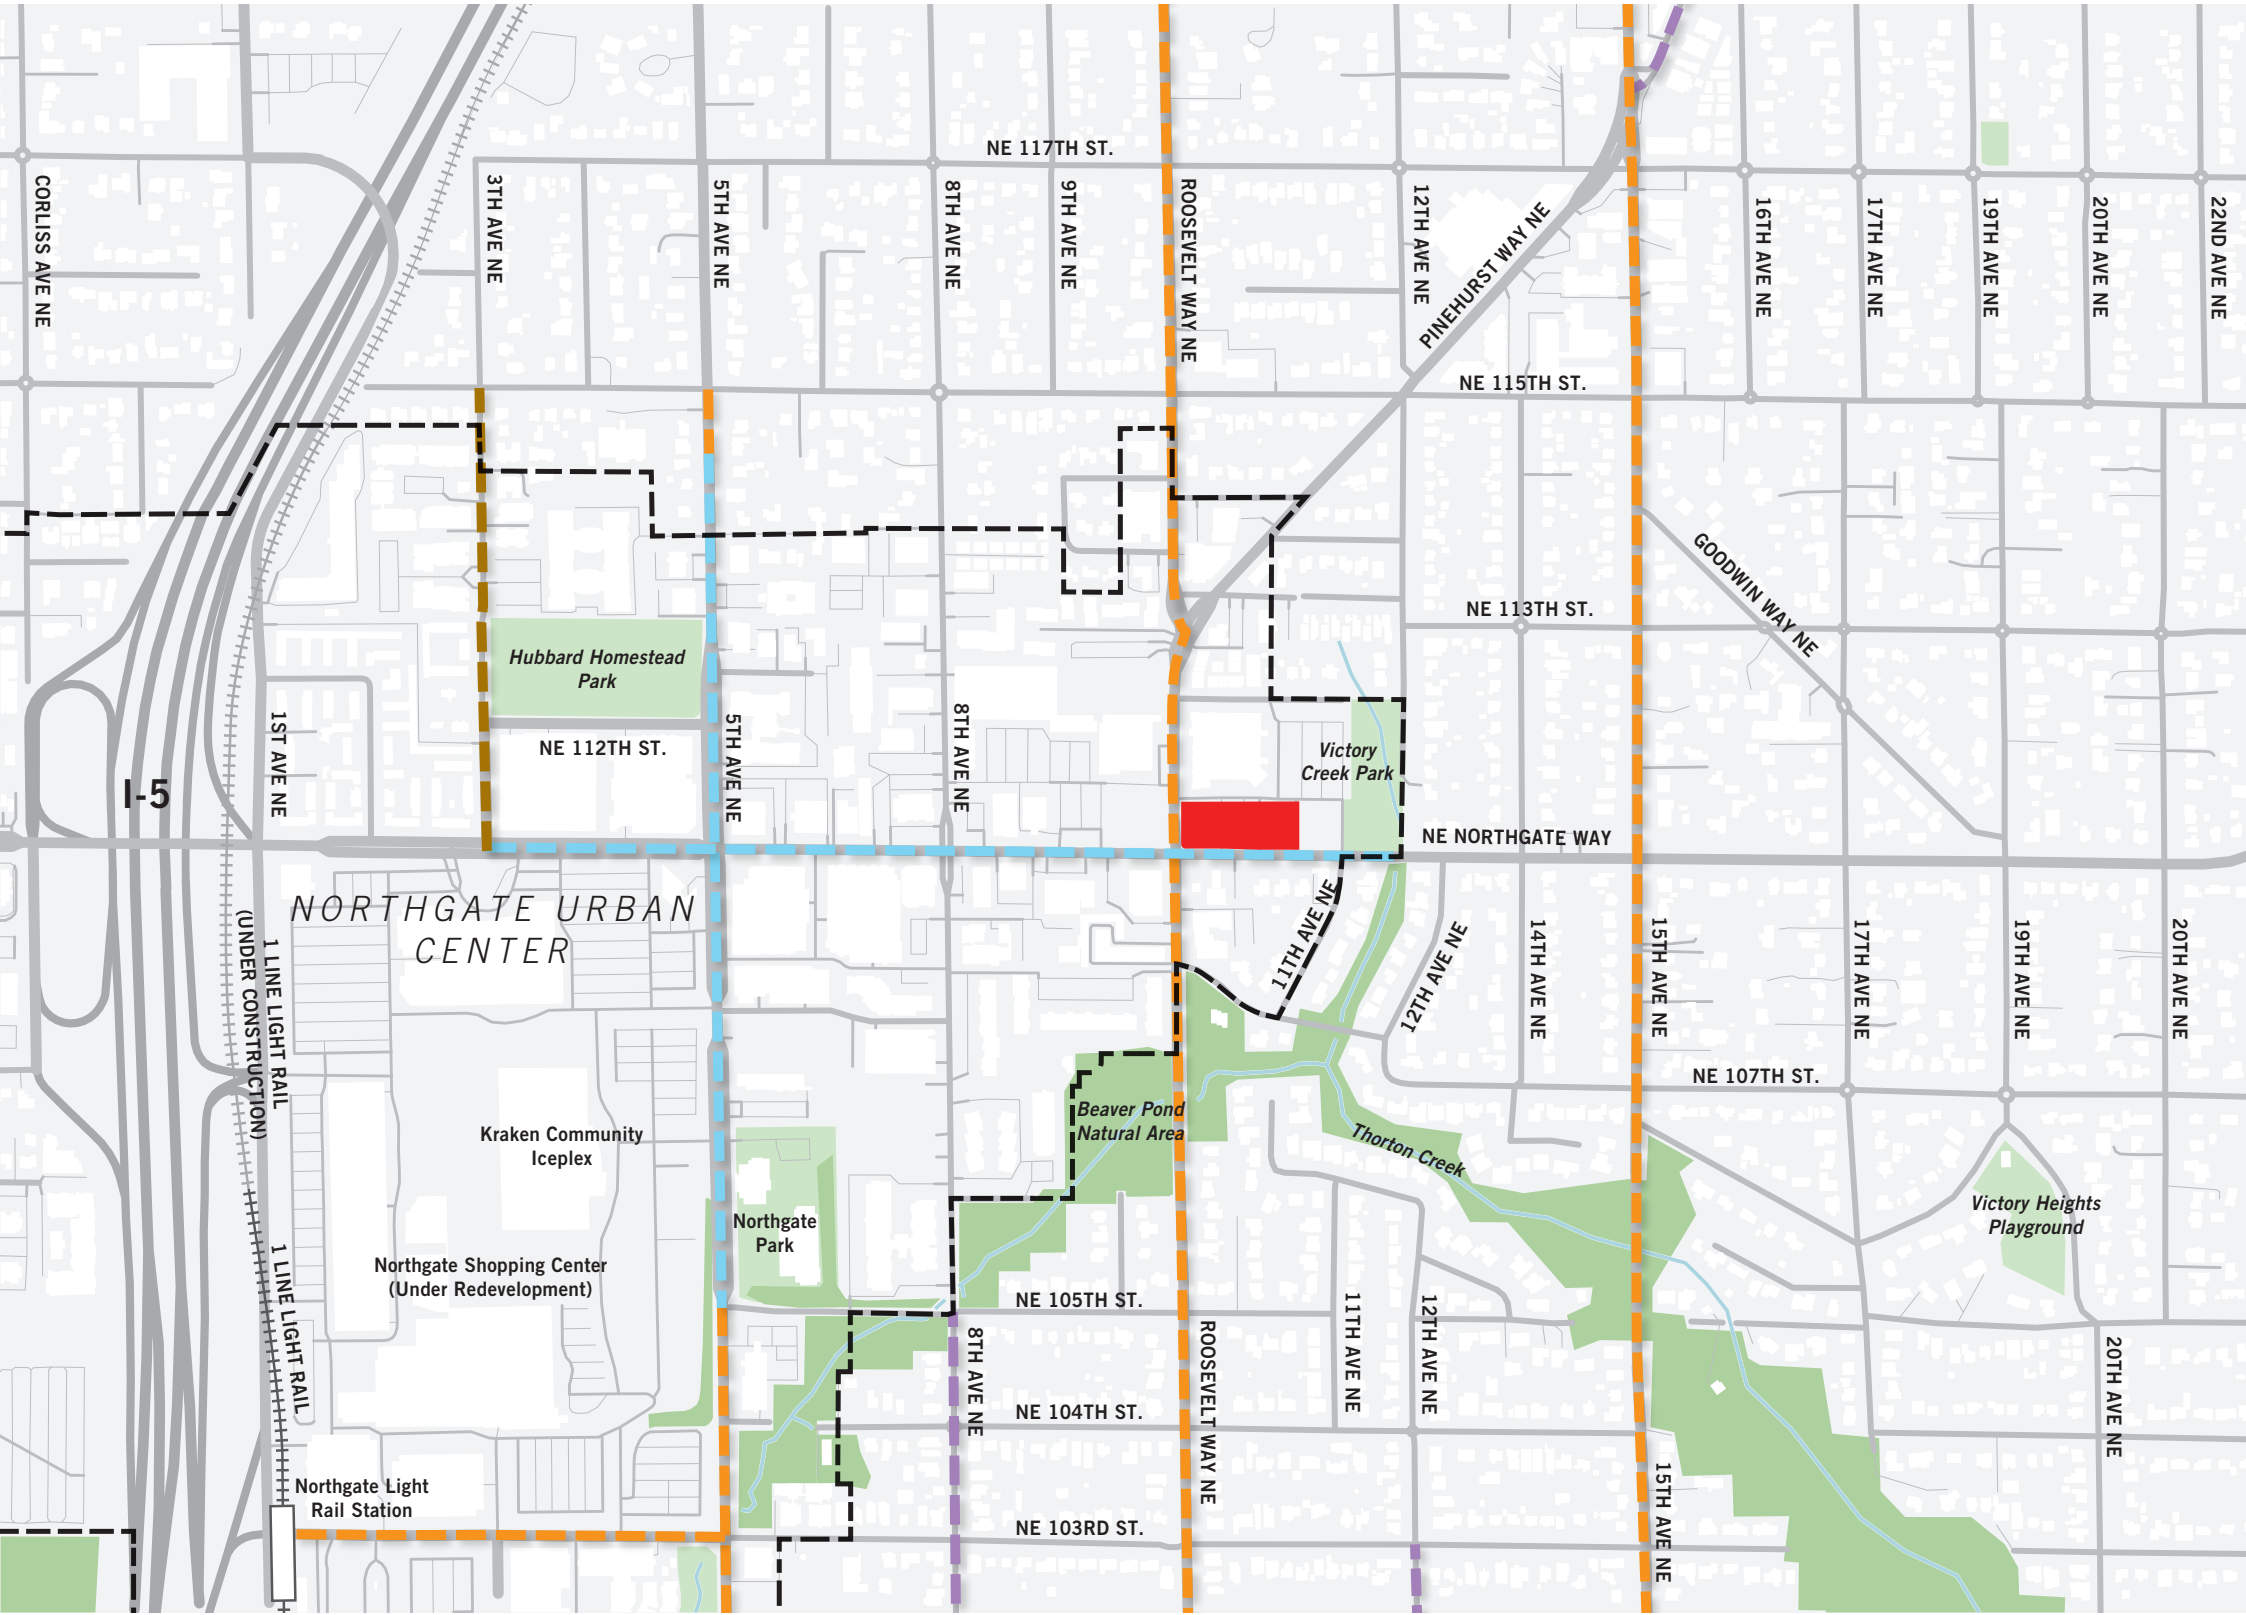 NE 117TH ST.
CORLISS AVE NE
3TH AVE NE
5TH AVE NE
8TH AVE NE
9TH AVE NE
ROOSEVELT WAY NE
12TH AVE NE
PINEHURST WAY NE
16TH AVE NE
17TH AVE NE
19TH AVE NE
20TH AVE NE
22ND AVE NE
NE 115TH ST.
GOODWIN WAY NE
NE 113TH ST.
Hubbard Homestead
Park
1ST AVE NE
NE 112TH ST.
5TH AVE NE
8TH AVE NE
Victory
Creek Park
I-5
NE NORTHGATE WAY
NORTHGATE URBAN
CENTER
11TH AVE NE
12TH AVE NE
14TH AVE NE
15TH AVE NE
17TH AVE NE
19TH AVE NE
20TH AVE NE
1 LINE LIGHT RAIL
(UNDER CONSTRUCTION)
NE 107TH ST.
Beaver Pond
Natural Area
Kraken Community
Iceplex
Thorton Creek
Northgate
Park
Victory Heights
Playground
Northgate Shopping Center
(Under Redevelopment)
1 LINE LIGHT RAIL
NE 105TH ST.
8TH AVE NE
ROOSEVELT WAY NE
11TH AVE NE
12TH AVE NE
20TH AVE NE
NE 104TH ST.
15TH AVE NE
Northgate Light
Rail Station
NE 103RD ST.